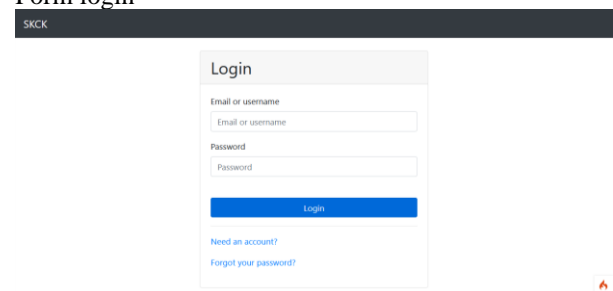 Form login
SKCK
Login
Email or username
Email or username
Password
Password
Login
Need an account?
Forgot your password?